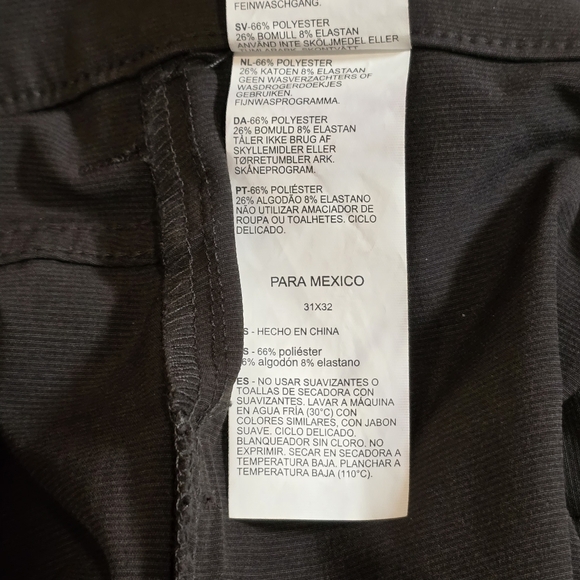 FEINWASCHGANG.
SV-66% POLYESTER
26% BOMULL 8% ELASTAN
ANVÄND INTE SKÖLJMEDEL ELLER
NL-66% POLYESTER
26% KATOEN 8% ELASTAAN
GEEN WASVERZACHTERS OF
WASDROGERDOEKJES
GEBRUIKEN.
FIJNWASPROGRAMMA.
DA-66% POLYESTER
26% BOMULD 8% ELASTAN
TÅLER IKKE BRUG AF
SKYLLEMIDLER ELLER
TØRRETUMBLER ARK.
SKÅNEPROGRAM.
PT-66% POLIÉSTER
26% ALGODÃO 8% ELASTANO
NÃO UTILIZAR AMACIADOR DE
ROUPA OU TOALHETES. CICLO
DELICADO.
PARA MEXICO
31X32
S - HECHO EN CHINA
S - 66% poliéster
6% algodón 8% elastano
ES - NO USAR SUAVIZANTES O
TOALLAS DE SECADORA CON
SUAVIZANTES. LAVAR A MÁQUINA
EN AGUA FRÍA (30°C) CON
COLORES SIMILARES, CON JABON
SUAVE. CICLO DELICADO.
BLANQUEADOR SIN CLORO. NO
EXPRIMIR. SECAR EN SECADORA A
TEMPERATURA BAJA. PLANCHAR A
TEMPERATURA BAJA (110°C).